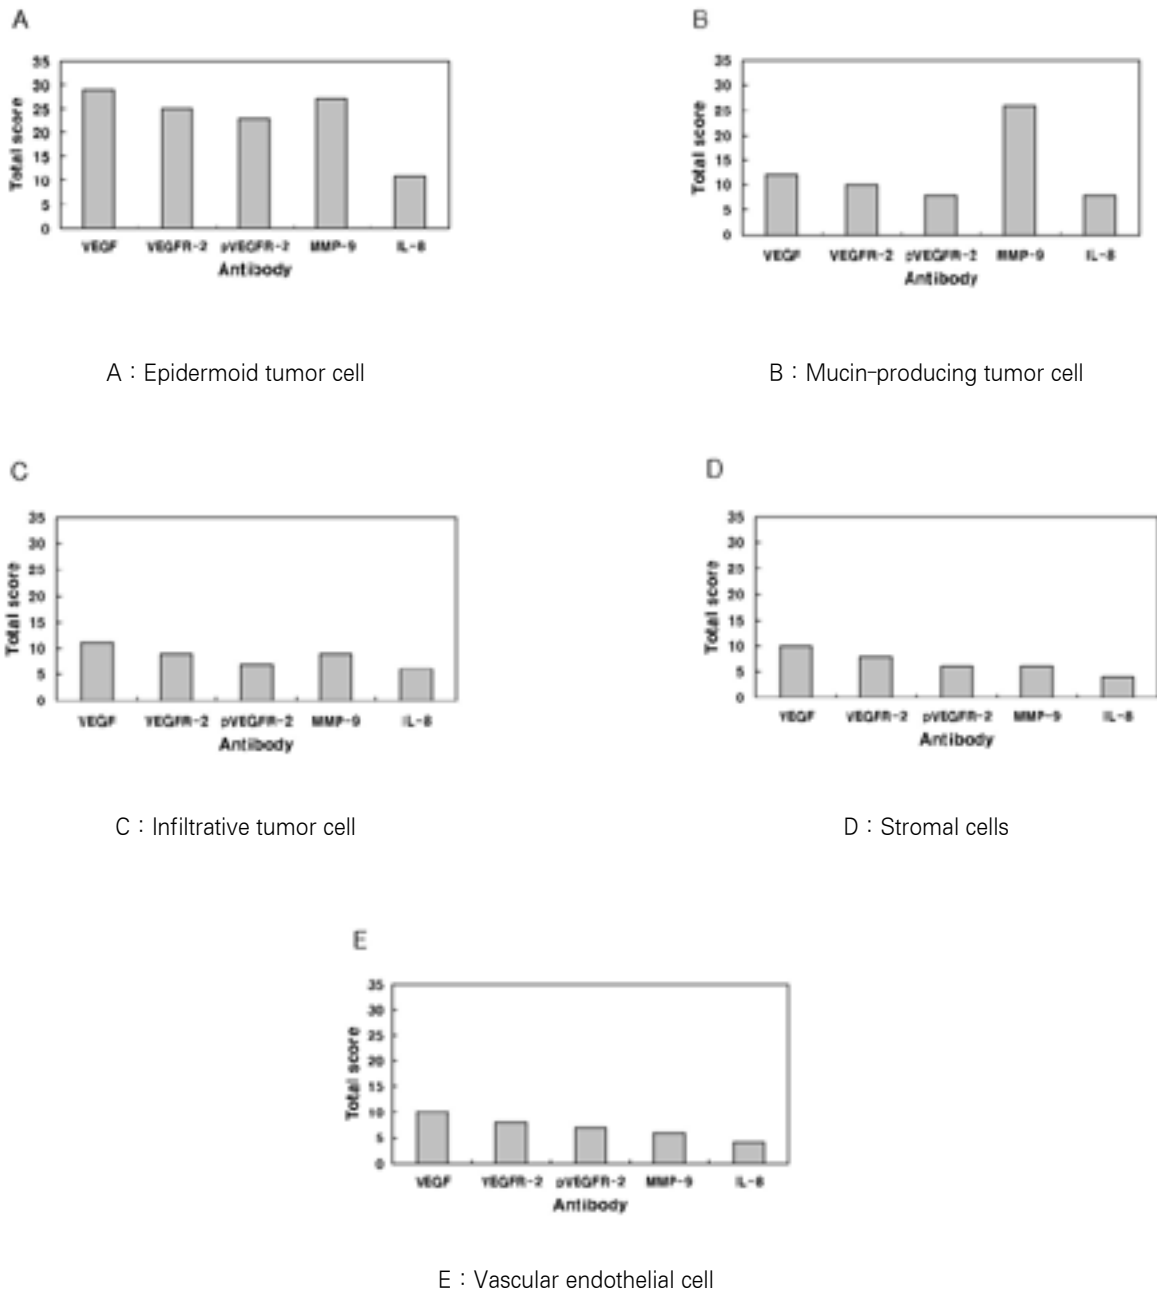 A
35
30
25
20
15
10
5
0
Total score
VEGF VEGFR-2 pVEGFR-2 MMP-9 IL-8
Antibody
A : Epidermoid tumor cell
B
35
30
25
20
15
10
5
0
Total score
VEGF VEGFR-2 pVEGFR-2 MMP-9 IL-8
Antibody
B : Mucin-producing tumor cell
C
35
30
25
20
15
10
5
0
Total score
VEGF VEGFR-2 pVEGFR-2 MMP-9 IL-8
Antibody
C : Infiltrative tumor cell
D
35
30
25
20
15
10
5
0
Total score
VEGF VEGFR-2 pVEGFR-2 MMP-9 IL-8
Antibody
D : Stromal cells
E
35
30
25
20
15
10
5
0
Total score
VEGF VEGFR-2 pVEGFR-2 MMP-9 IL-8
Antibody
E : Vascular endothelial cell